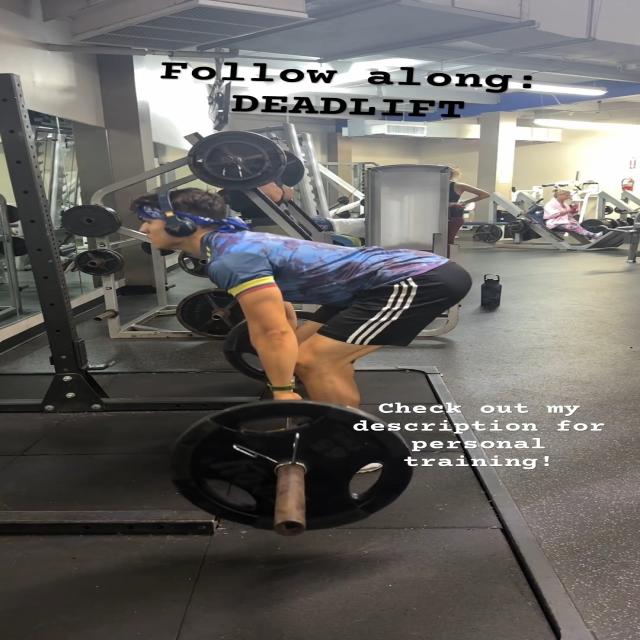 Follow along:
DEADLIFT
Check out my
description for
personal
training!